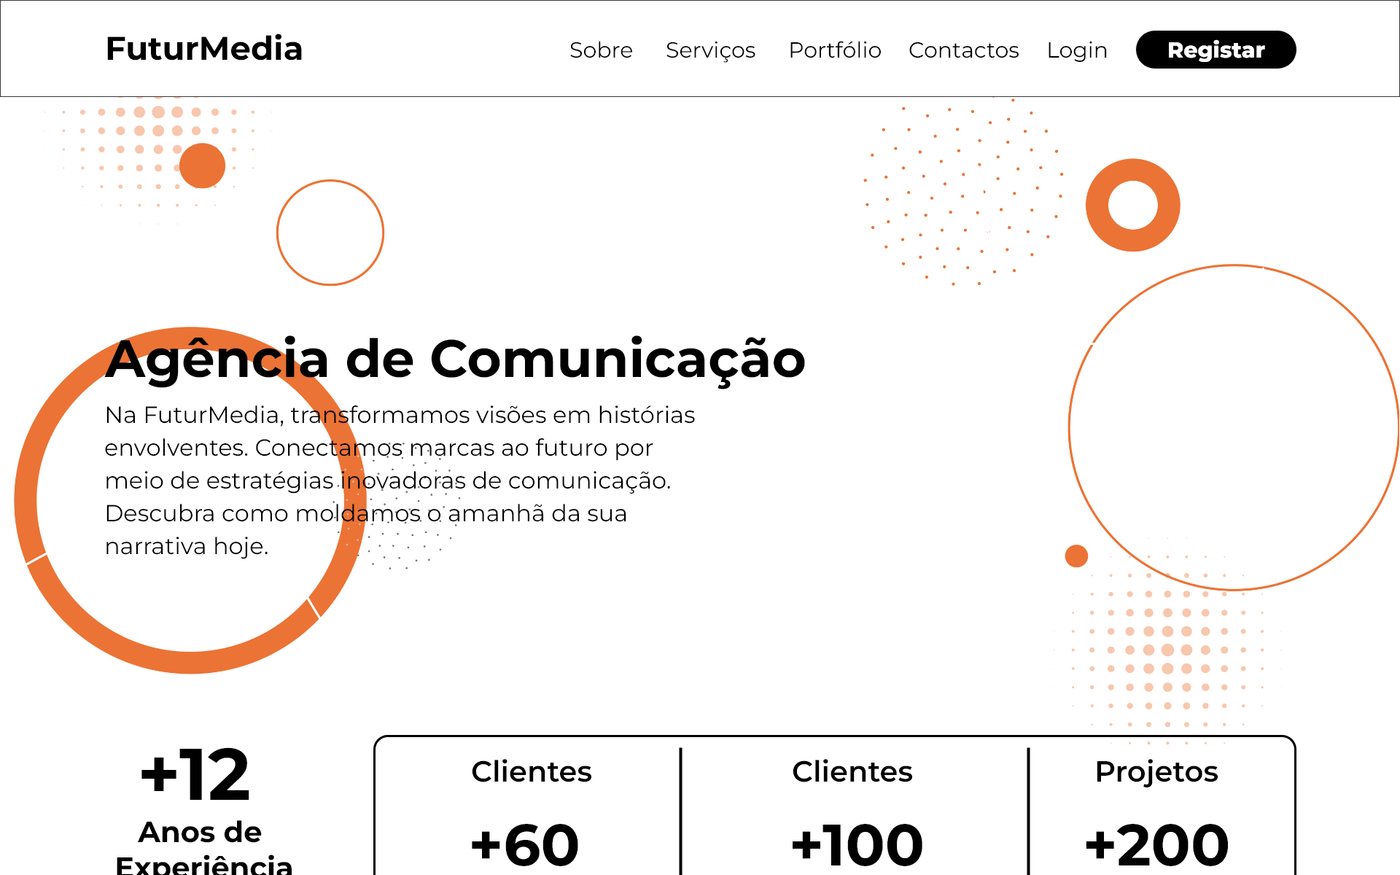 FuturMedia
Sobre Serviços Portfólio Contactos Login Registar
Agência de Comunicação
Na FuturMedia, transformamos visões em histórias
envolventes. Conectamos marcas ao futuro por
meio de estratégias inovadoras de comunicação.
Descubra como moldamos o amanhã da sua
narrativa hoje.
+12
Anos de
Experiência
Clientes
+60
Clientes
+100
Projetos
+200